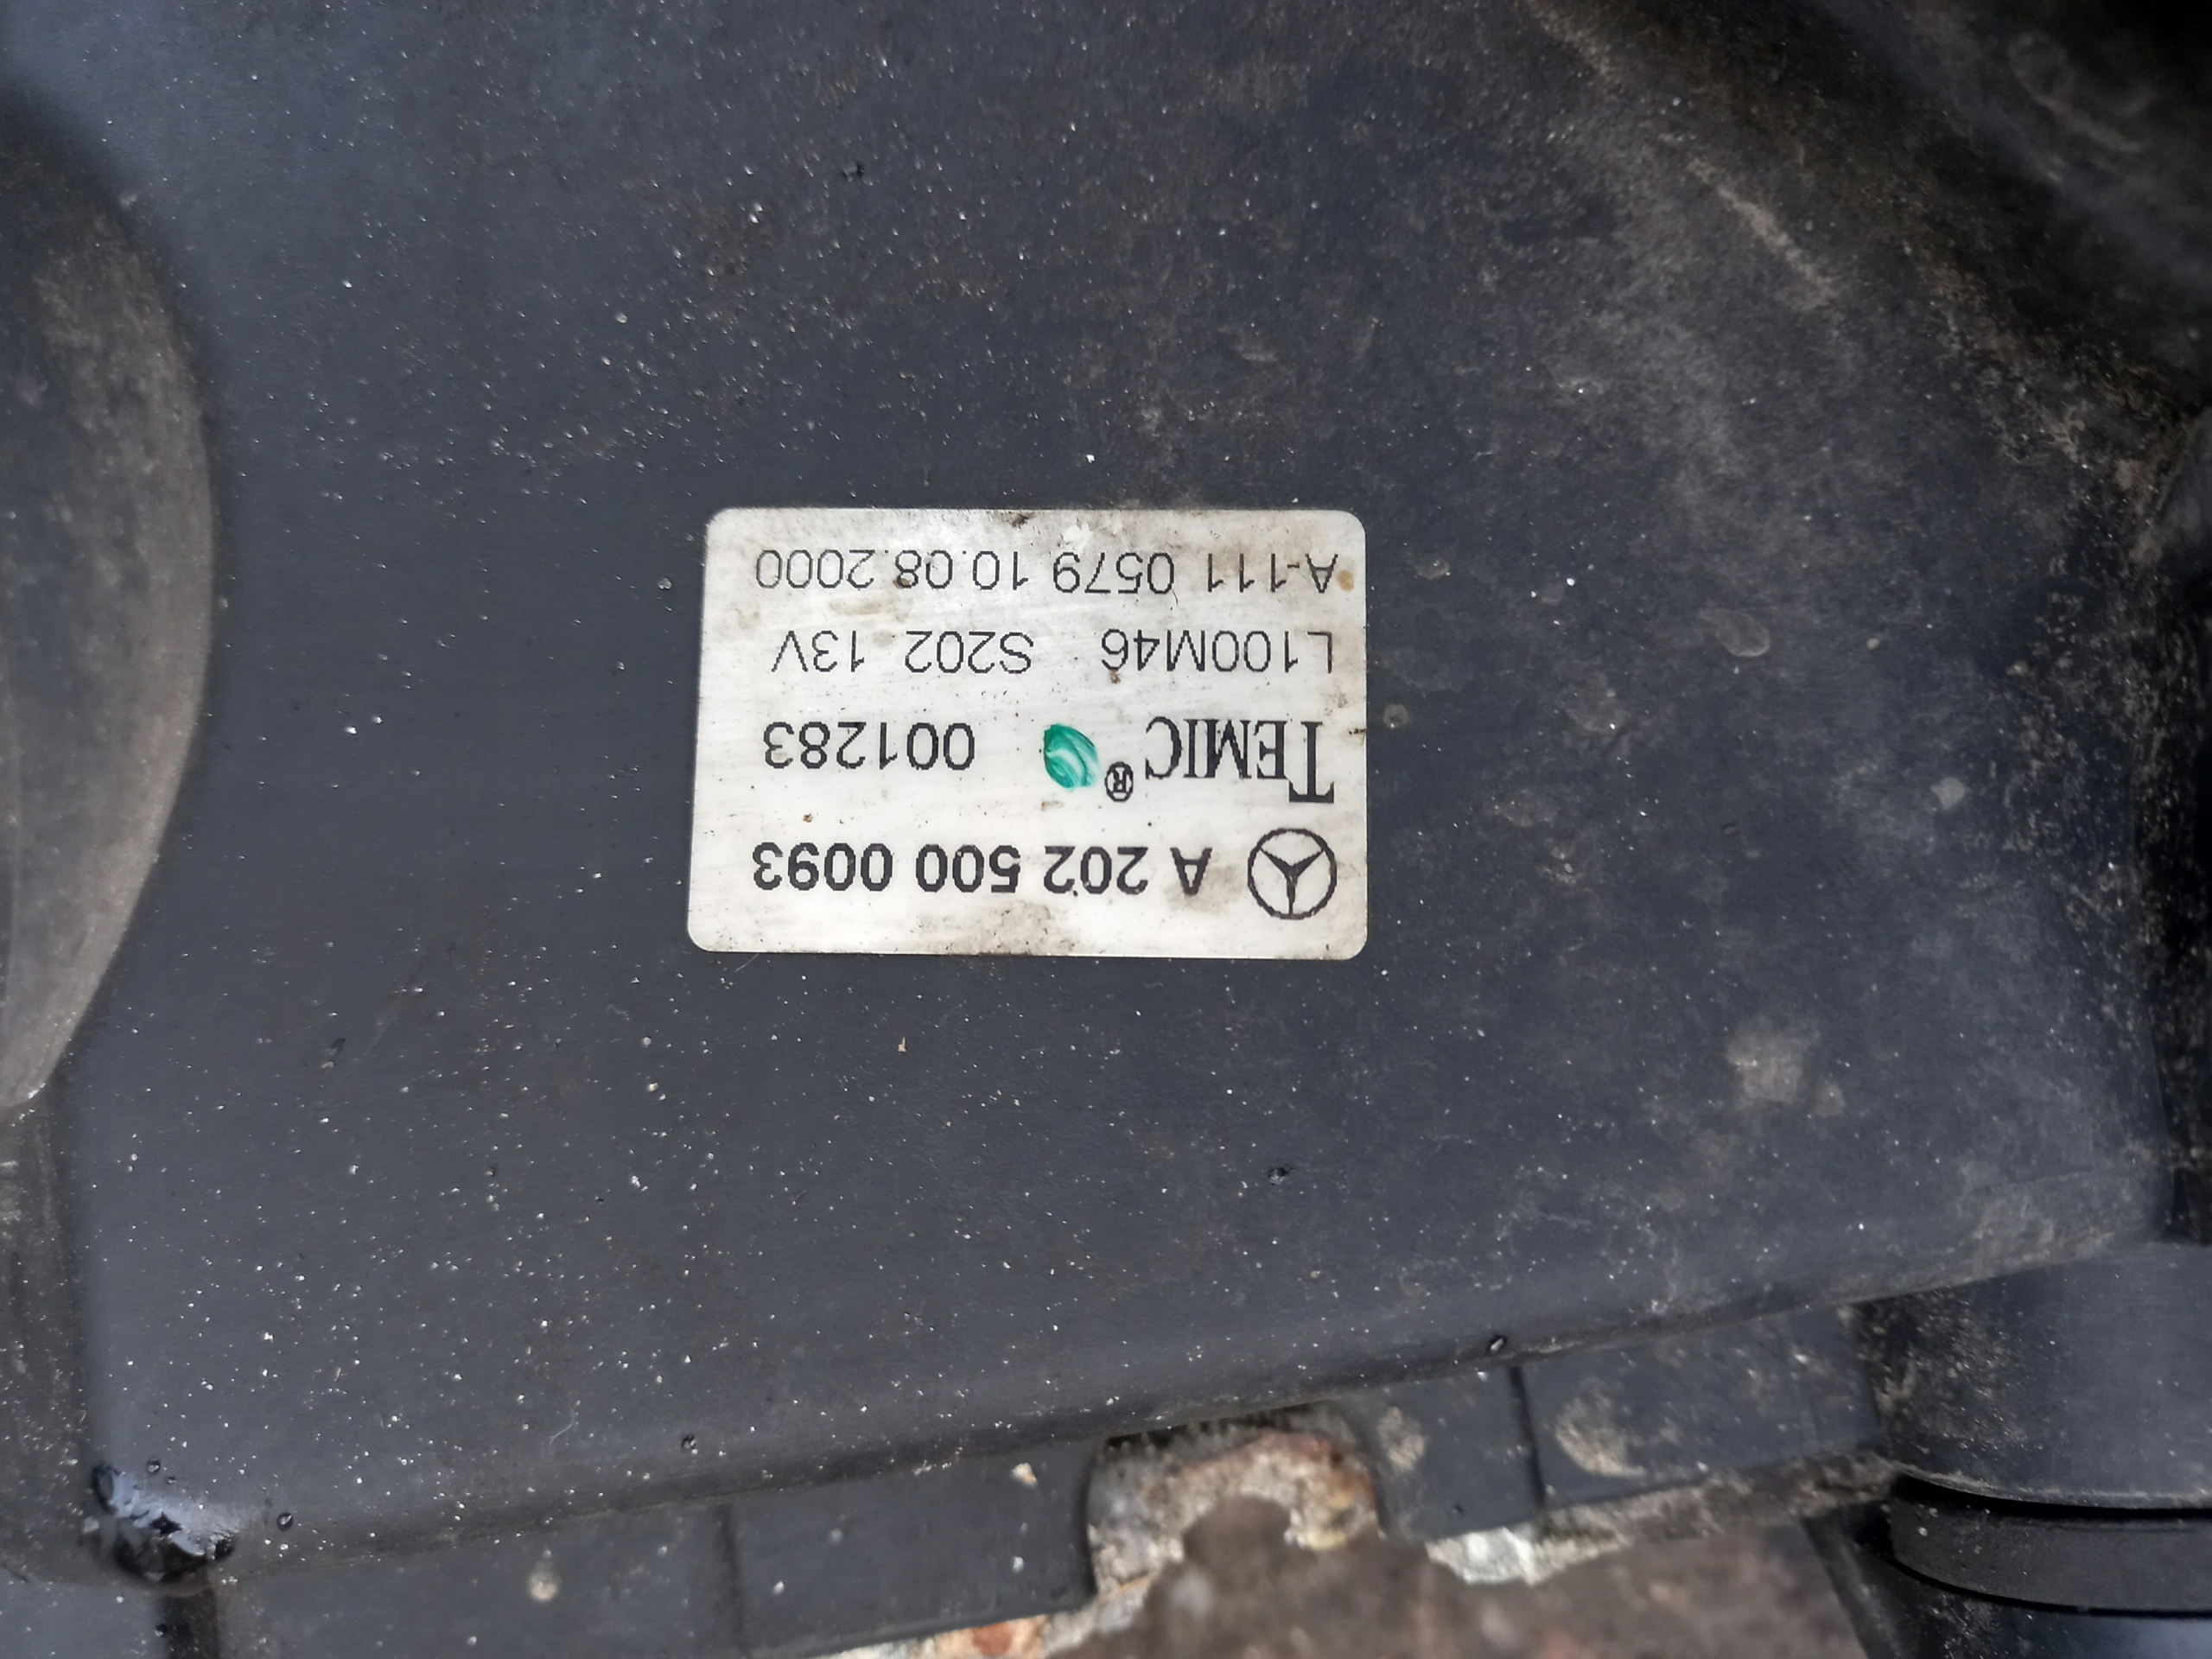 A 202 500 0093
TEMIC® 001283
L100M46 S202 13V
A-111 0579 10.08.2000